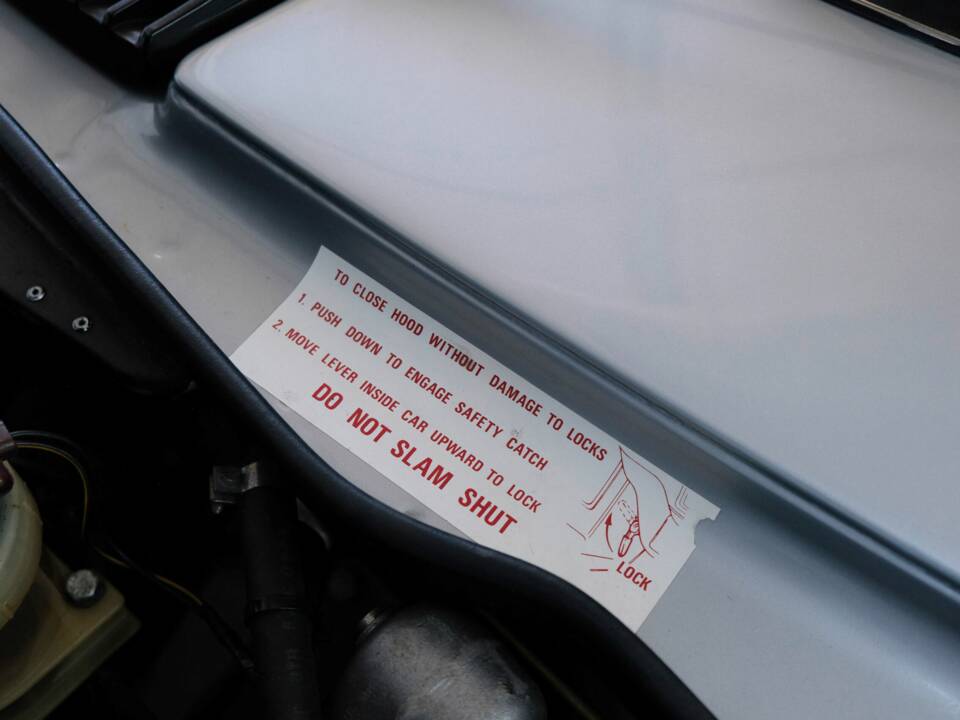 TO CLOSE HOOD WITHOUT DAMAGE TO LOCKS
1. PUSH DOWN TO ENGAGE SAFETY CATCH
2. MOVE LEVER INSIDE CAR UPWARD TO LOCK
DO NOT SLAM SHUT
LOCK